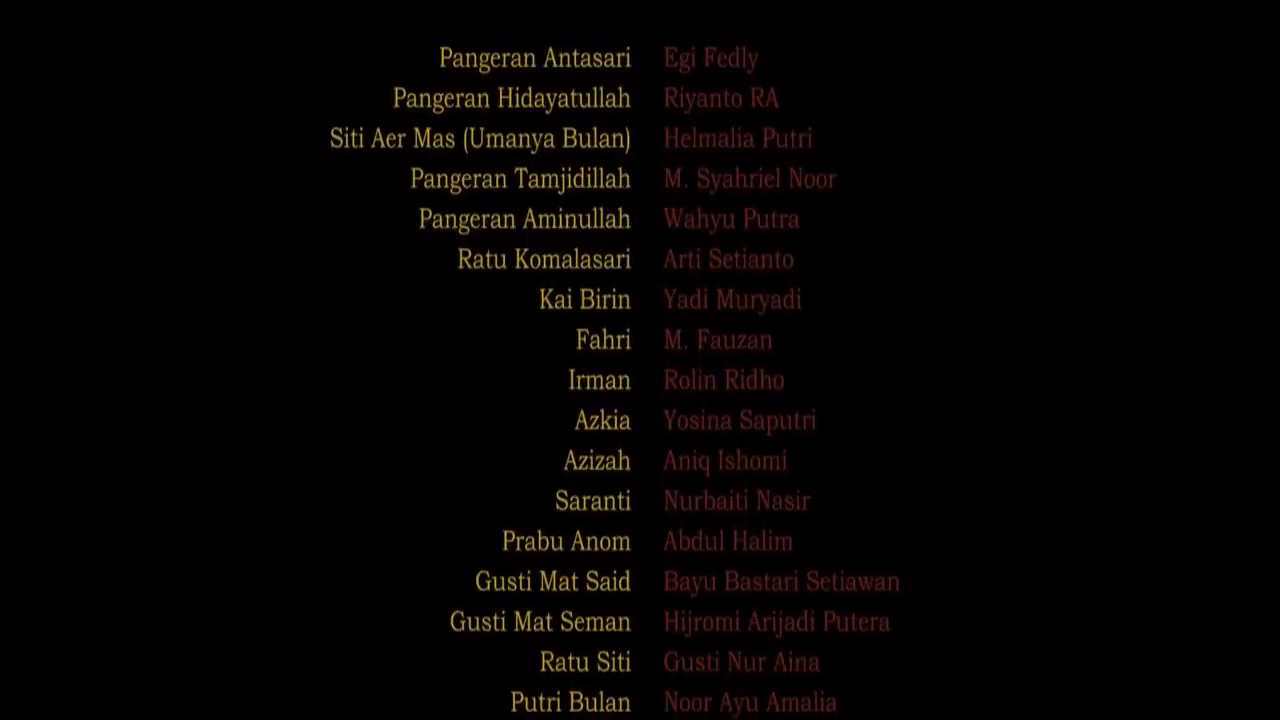 Pangeran Antasari Egi Fedly
Pangeran Hidayatullah Riyanto RA
Siti Aer Mas (Umanya Bulan) Helmalia Putri
Pangeran Tamjidillah M. Syahriel Noor
Pangeran Aminullah Wahyu Putra
Ratu Komalasari Arti Setianto
Kai Birin Yadi Muryadi
Fahri M. Fauzan
Irman Rolin Ridho
Azkia Yosina Saputri
Azizah Aniq Ishomi
Saranti Nurbaiti Nasir
Prabu Anom Abdul Halim
Gusti Mat Said Bayu Bastari Setiawan
Gusti Mat Seman Hijromi Arijadi Putera
Ratu Siti Gusti Nur Aina
Putri Bulan Noor Ayu Amalia